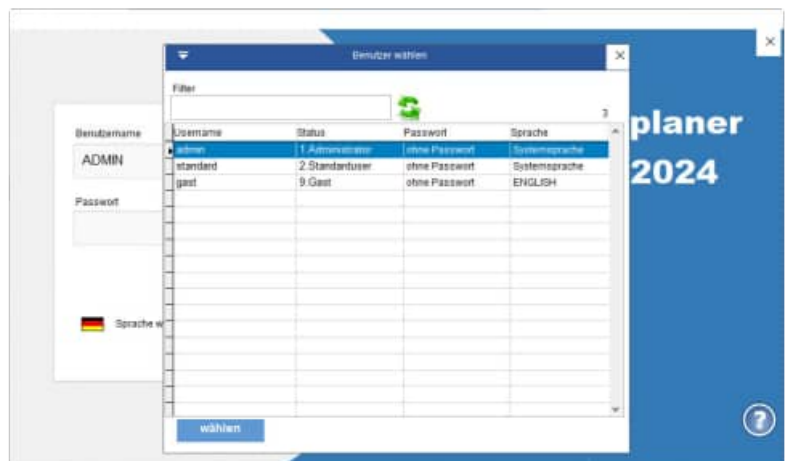 Benutzer wählen
Filter
3
Username Status Passwort Sprache
admin 1.Administrator ohne Passwort Systemsprache
standard 2.Standarduser ohne Passwort Systemsprache
gast 9.Gast ohne Passwort ENGLISH
wählen
Benutzername
ADMIN
Passwort
Sprache w
planer
2024
?